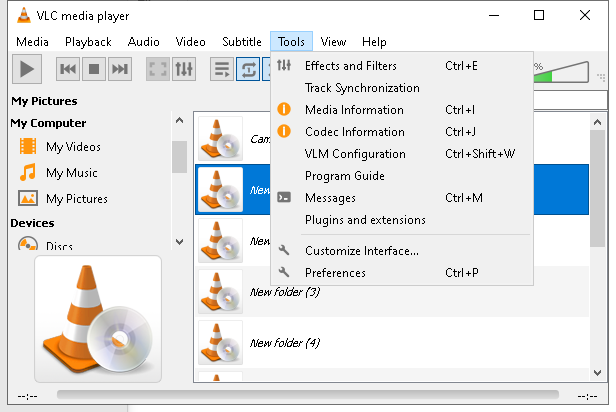 VLC media player
Media Playback Audio Video Subtitle Tools View Help
%
My Pictures
My Computer
My Videos
My Music
My Pictures
Devices
Discs
Effects and Filters Ctrl+E
Track Synchronization
Media Information Ctrl+I
Codec Information Ctrl+J
VLM Configuration Ctrl+Shift+W
Program Guide
Messages Ctrl+M
Plugins and extensions
Customize Interface...
Preferences Ctrl+P
Cam
New
New
New folder (3)
New folder (4)
--:-- --:--